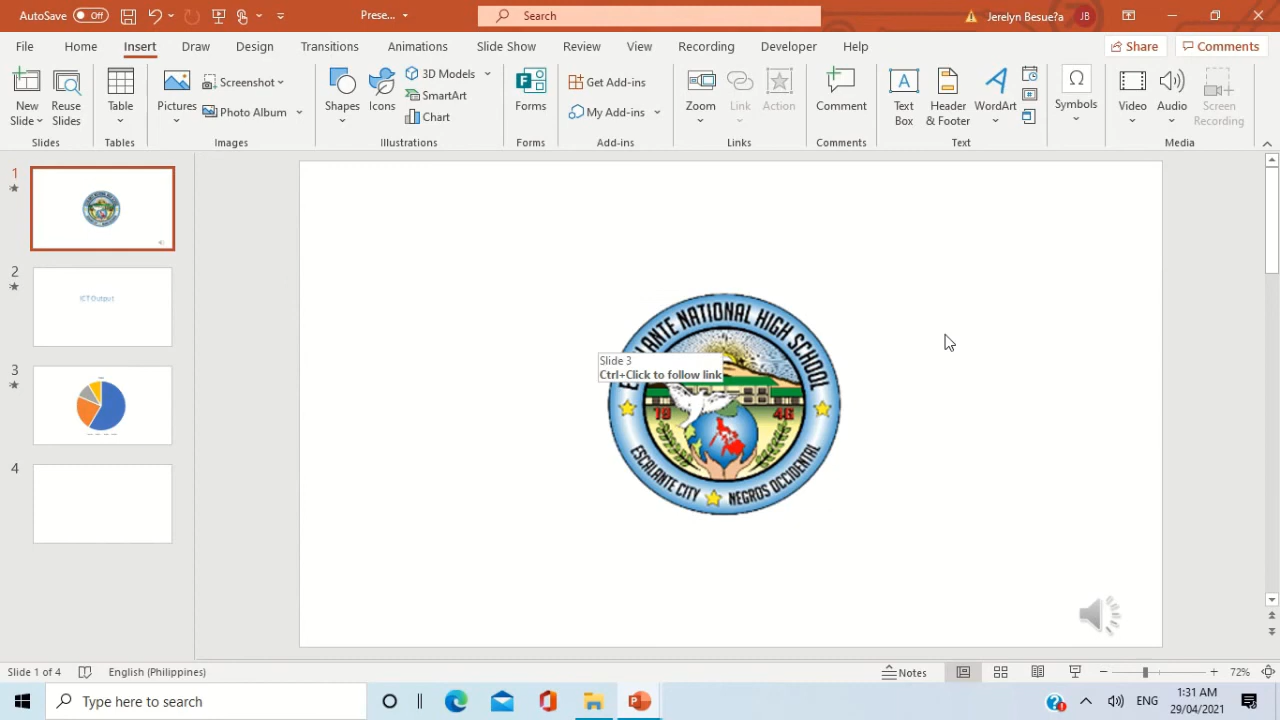 AutoSave Off Prese... Search Jerelyn Besue?a JB
File Home Insert Draw Design Transitions Animations Slide Show Review View Recording Developer Help Share Comments
New Slide Reuse Slides Table Pictures Screenshot Photo Album Shapes Icons 3D Models SmartArt Chart Forms Get Add-ins My Add-ins Zoom Link Action Comment Text Box Header & Footer WordArt Symbols Video Audio Screen Recording
Slides Tables Images Illustrations Forms Add-ins Links Comments Text Media
1
2
ICT Output
3
4
ESCALANTE NATIONAL HIGH SCHOOL
Slide 3
Ctrl+Click to follow link
19 46
ESCALANTE CITY NEGROS OCCIDENTAL
Slide 1 of 4 English (Philippines) Notes 72%
Type here to search ENG 1:31 AM
29/04/2021